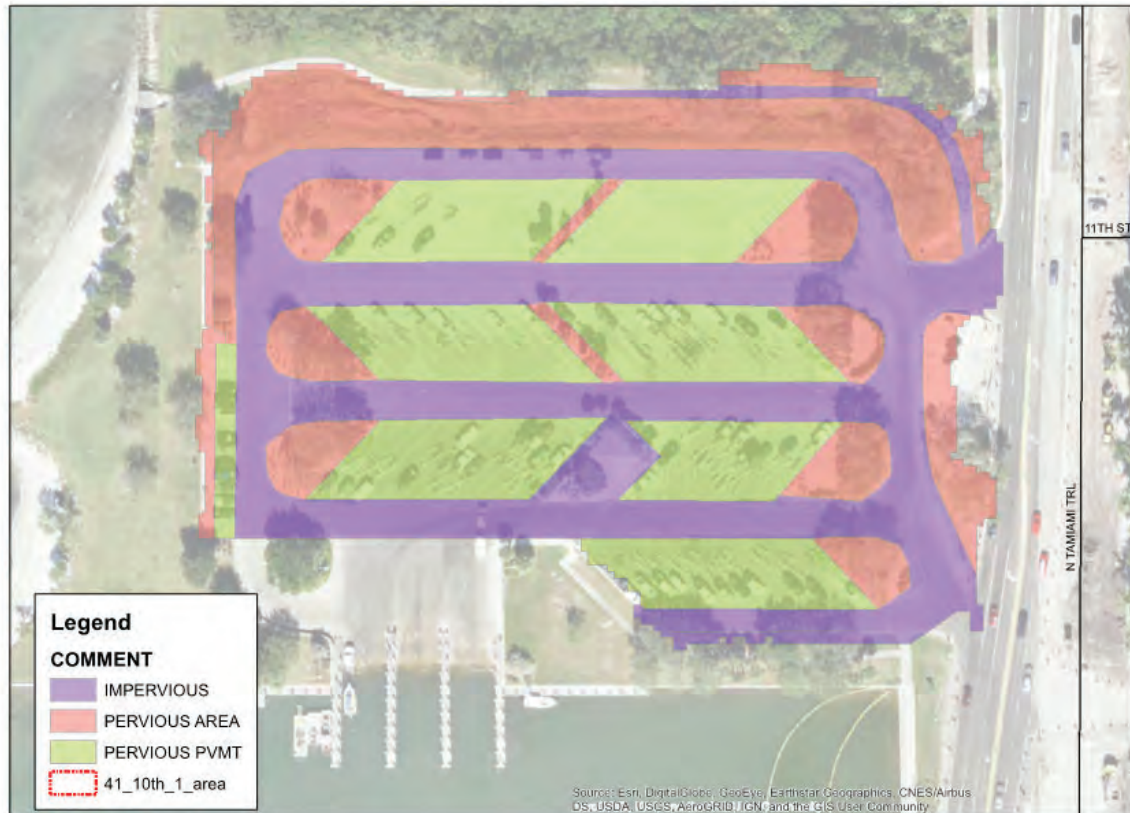 11TH ST
N TAMIAMI TRL
Legend
COMMENT
IMPERVIOUS
PERVIOUS AREA
PERVIOUS PVMT
41_10th_1_area
Source: Esri, DigitalGlobe, GeoEye, Earthstar Geographics, CNES/Airbus
DS, USDA, USGS, AeroGRID, IGN, and the GIS User Community